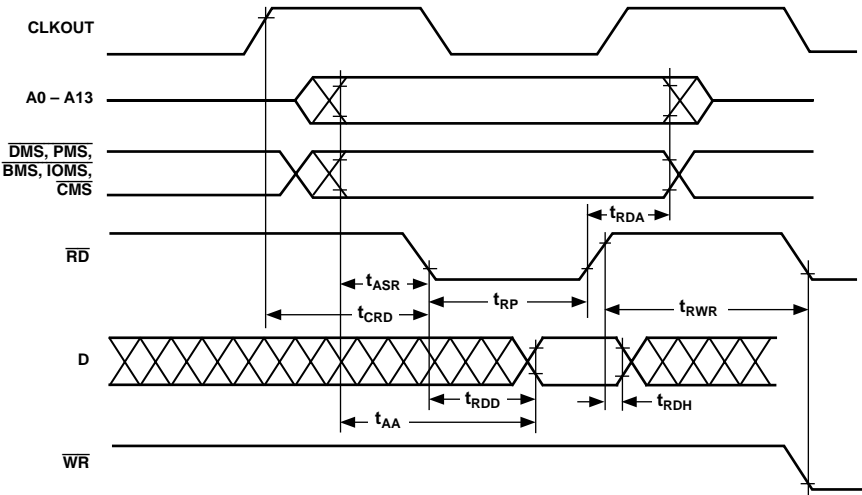 CLKOUT
A0 – A13
DMS, PMS,
BMS, IOMS,
CMS
tRDA
RD
tASR
tRP
tCRD
tRWR
D
tRDD
tRDH
tAA
WR